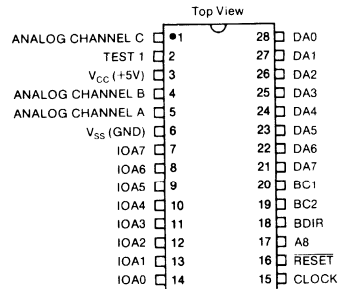 Top View
ANALOG CHANNEL C 1 28 DA0
TEST 1 2 27 DA1
VCC (+5V) 3 26 DA2
ANALOG CHANNEL B 4 25 DA3
ANALOG CHANNEL A 5 24 DA4
VSS (GND) 6 23 DA5
IOA7 7 22 DA6
IOA6 8 21 DA7
IOA5 9 20 BC1
IOA4 10 19 BC2
IOA3 11 18 BDIR
IOA2 12 17 A8
IOA1 13 16 RESET
IOA0 14 15 CLOCK